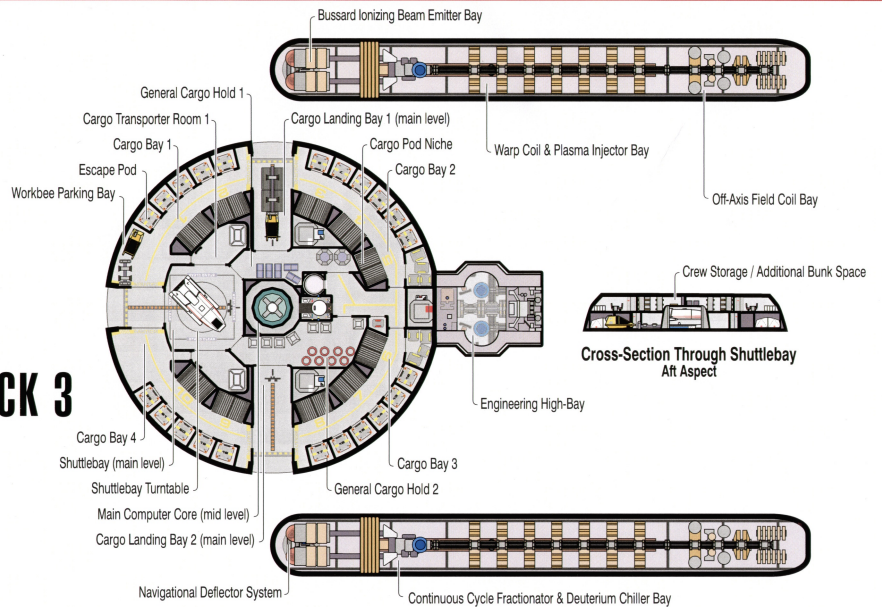 Bussard Ionizing Beam Emitter Bay
General Cargo Hold 1
Cargo Transporter Room 1
Cargo Landing Bay 1 (main level)
Cargo Bay 1
Cargo Pod Niche
Escape Pod
Cargo Bay 2
Workbee Parking Bay
Warp Coil & Plasma Injector Bay
Off-Axis Field Coil Bay
Crew Storage / Additional Bunk Space
Cross-Section Through Shuttlebay
Aft Aspect
CK 3
Engineering High-Bay
Cargo Bay 4
Shuttlebay (main level)
Cargo Bay 3
Shuttlebay Turntable
General Cargo Hold 2
Main Computer Core (mid level)
Cargo Landing Bay 2 (main level)
Navigational Deflector System
Continuous Cycle Fractionator & Deuterium Chiller Bay